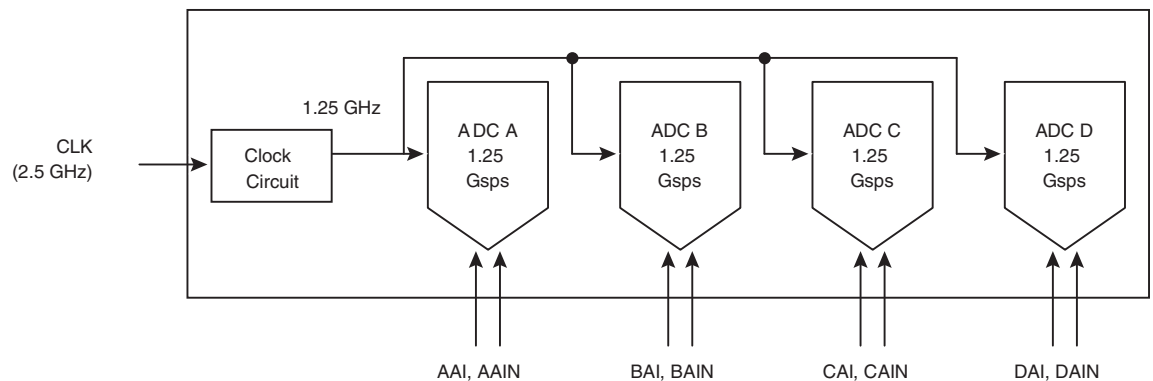 1.25 GHz
CLK
(2.5 GHz)
Clock
Circuit
ADC A
1.25
Gsps
ADC B
1.25
Gsps
ADC C
1.25
Gsps
ADC D
1.25
Gsps
AAI, AAIN
BAI, BAIN
CAI, CAIN
DAI, DAIN